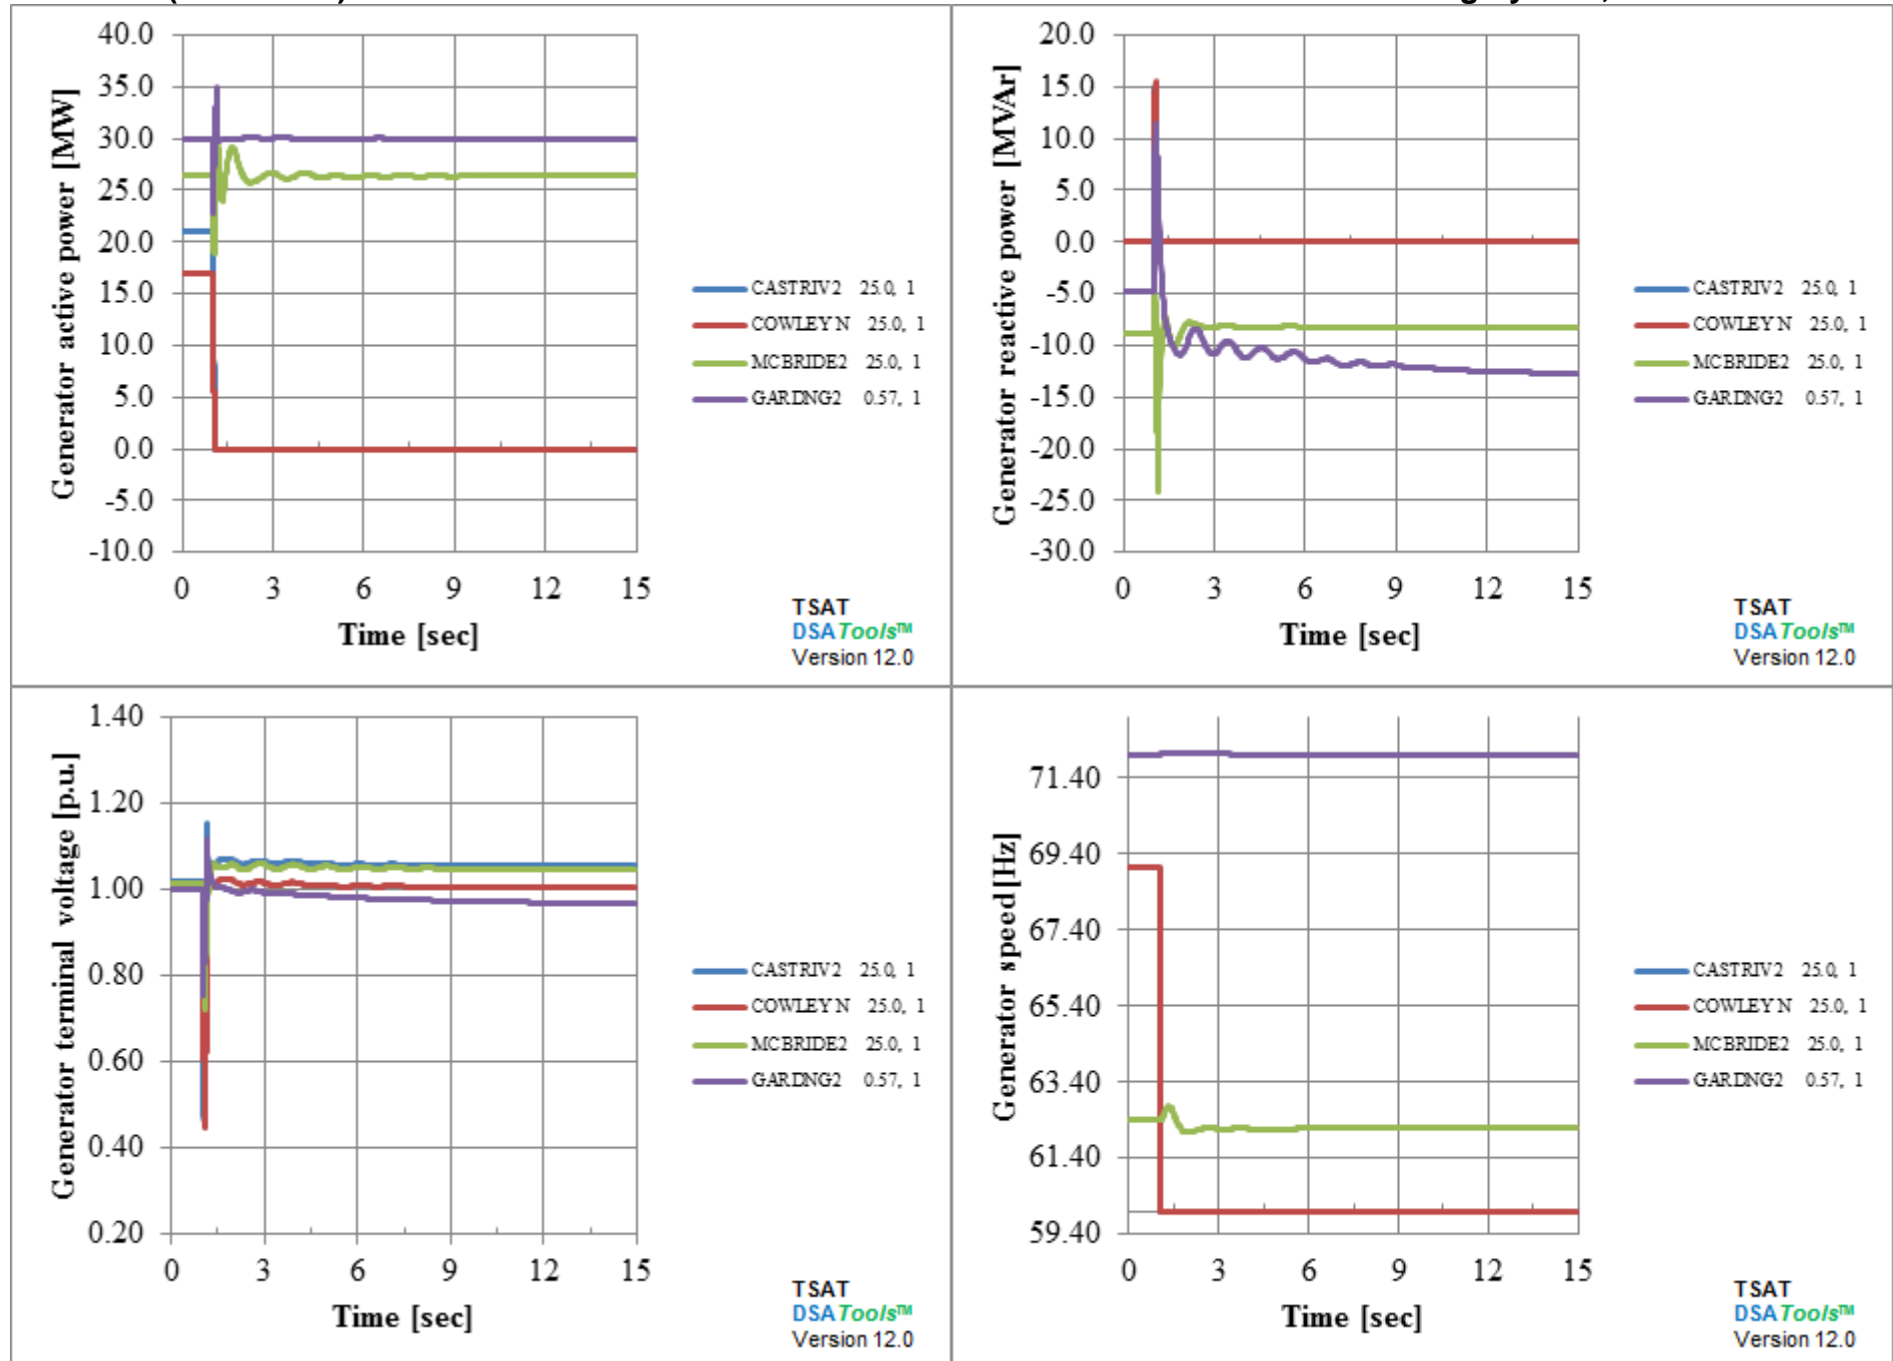 40.0
35.0
30.0
25.0
20.0
15.0
10.0
5.0
0.0
-5.0
-10.0
0 3 6 9 12 15
Generator active power [MW]
Time [sec]
CASTRIV2 25.0, 1
COWLEYN 25.0, 1
MCBRIDE2 25.0, 1
GARDNG2 0.57, 1
TSAT
DSATools™
Version 12.0
20.0
15.0
10.0
5.0
0.0
-5.0
-10.0
-15.0
-20.0
-25.0
-30.0
0 3 6 9 12 15
Generator reactive power [MVAr]
Time [sec]
CASTRIV2 25.0, 1
COWLEYN 25.0, 1
MCBRIDE2 25.0, 1
GARDNG2 0.57, 1
TSAT
DSATools™
Version 12.0
1.40
1.20
1.00
0.80
0.60
0.40
0.20
0 3 6 9 12 15
Generator terminal voltage [p.u.]
Time [sec]
CASTRIV2 25.0, 1
COWLEYN 25.0, 1
MCBRIDE2 25.0, 1
GARDNG2 0.57, 1
TSAT
DSATools™
Version 12.0
71.40
69.40
67.40
65.40
63.40
61.40
59.40
0 3 6 9 12 15
Generator speed [Hz]
Time [sec]
CASTRIV2 25.0, 1
COWLEYN 25.0, 1
MCBRIDE2 25.0, 1
GARDNG2 0.57, 1
TSAT
DSATools™
Version 12.0